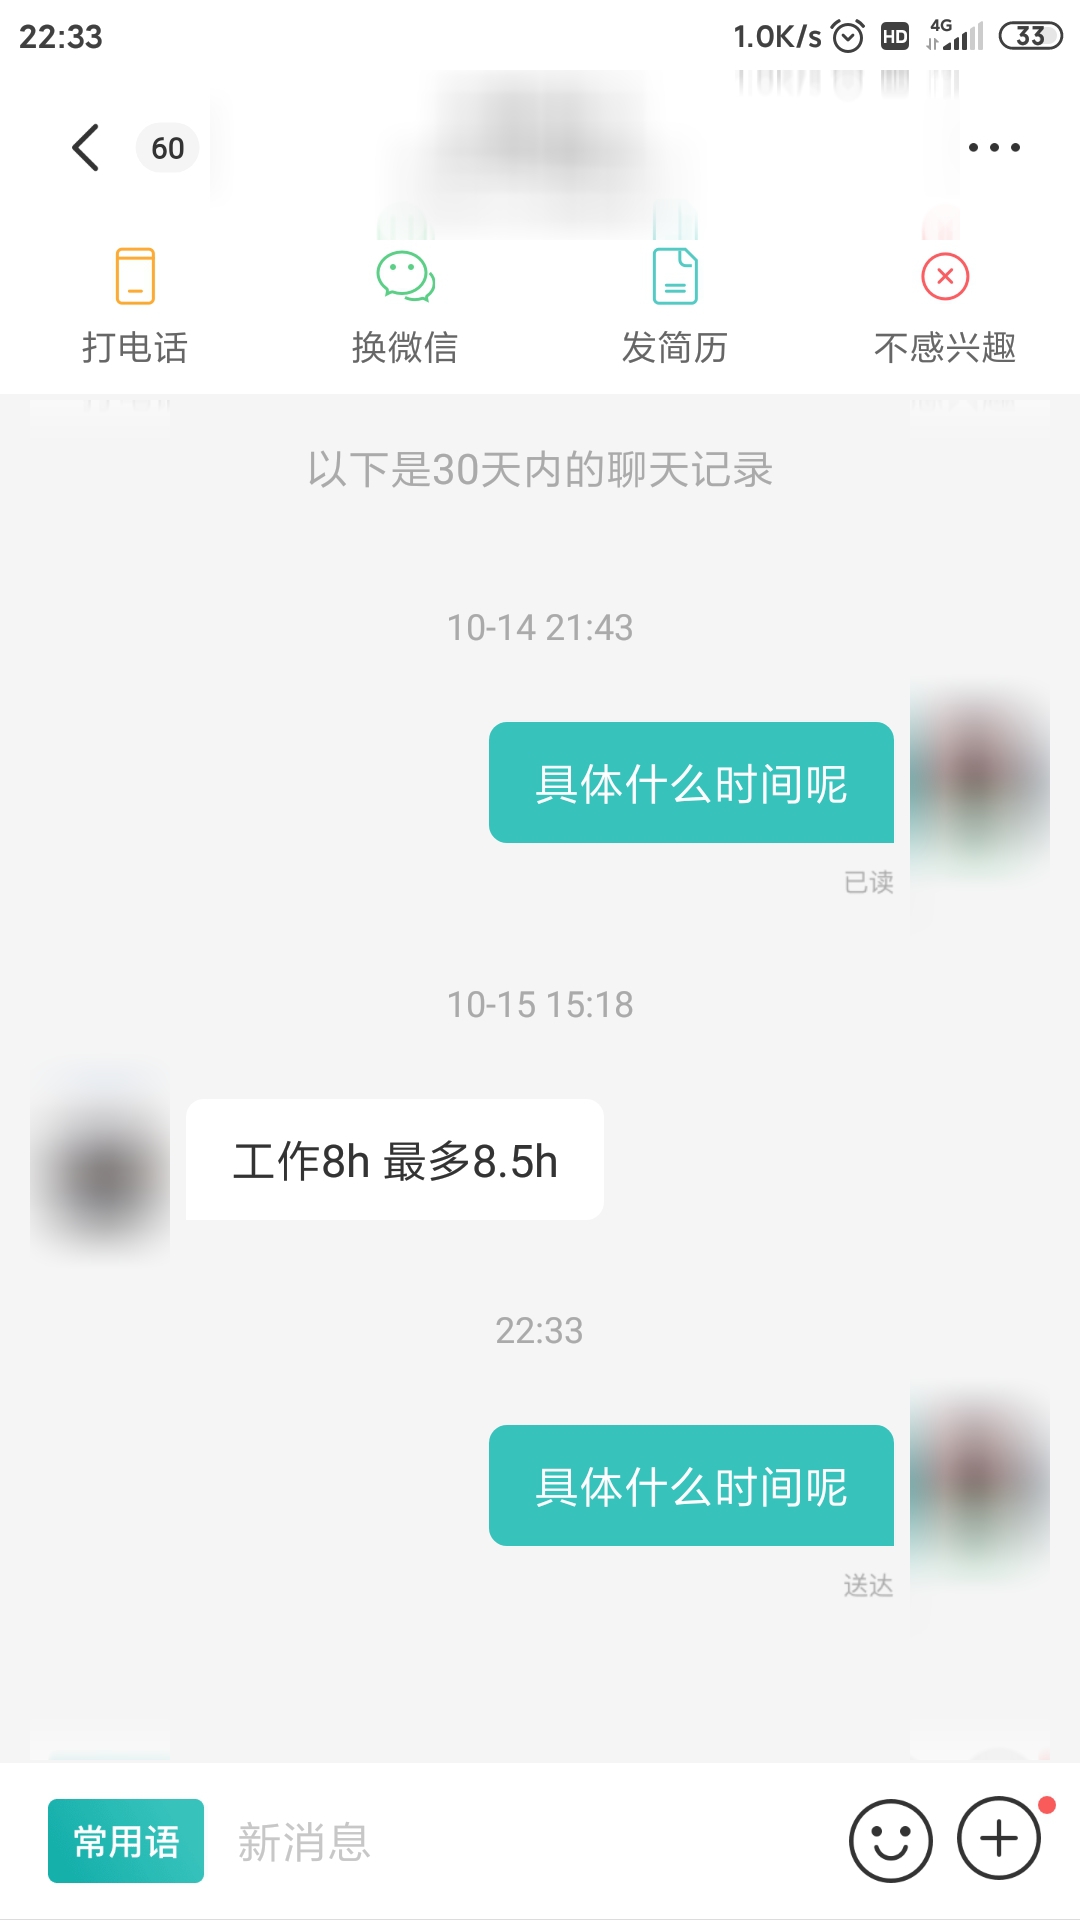 22:33 1.0K/s HD 4G 33
60
打电话 换微信 发简历 不感兴趣
以下是30天内的聊天记录
10-14 21:43
具体什么时间呢
已读
10-15 15:18
工作8h 最多8.5h
22:33
具体什么时间呢
送达
常用语 新消息